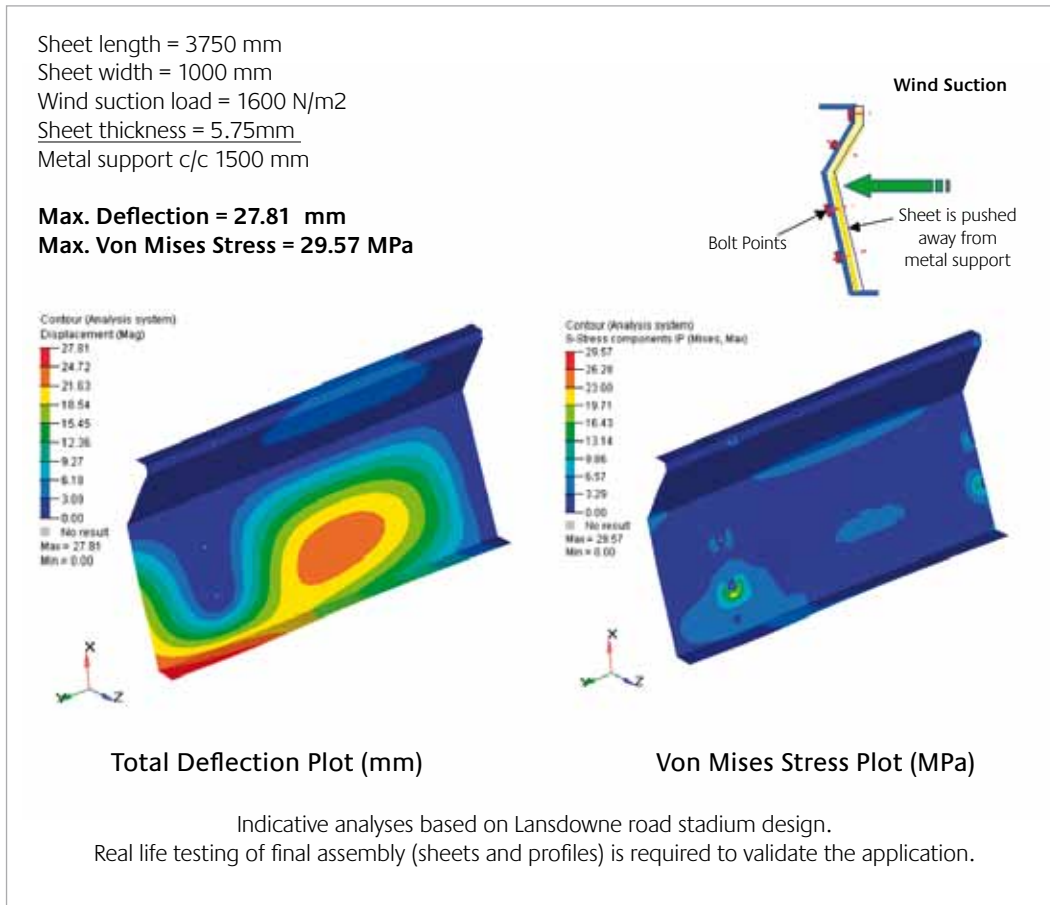 Sheet length = 3750 mm
Sheet width = 1000 mm
Wind suction load = 1600 N/m2
Sheet thickness = 5.75mm
Metal support c/c 1500 mm
Max. Deflection = 27.81 mm
Max. Von Mises Stress = 29.57 MPa
Wind Suction
Bolt Points
Sheet is pushed
away from
metal support
Contour (Analysis system)
Displacement (Mag)
27.81
24.72
21.63
18.54
15.45
12.36
9.27
6.18
3.09
0.00
No result
Max = 27.81
Min = 0.00
X
Y
Z
Contour (Analysis system)
S-Stress components IP (Mises, Max)
29.57
26.28
23.00
19.71
16.43
13.14
9.86
6.57
3.29
0.00
No result
Max = 29.57
Min = 0.00
X
Y
Z
Total Deflection Plot (mm)
Von Mises Stress Plot (MPa)
Indicative analyses based on Lansdowne road stadium design.
Real life testing of final assembly (sheets and profiles) is required to validate the application.